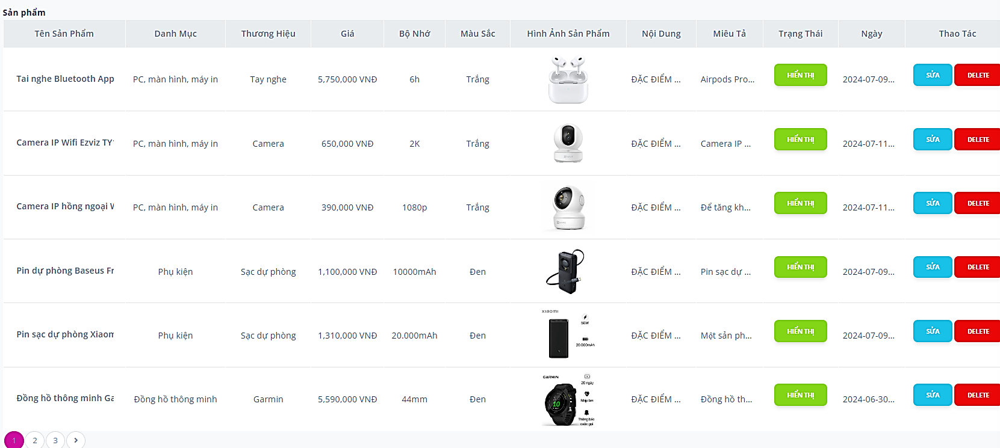 Sản phẩm
Tên Sản Phẩm Danh Mục Thương Hiệu Giá Bộ Nhớ Màu Sắc Hình Ảnh Sản Phẩm Nội Dung Miêu Tả Trạng Thái Ngày Thao Tác
Tai nghe Bluetooth App PC, màn hình, máy in Tay nghe 5,750,000 VNĐ 6h Trắng ĐẶC ĐIỂM ... Airpods Pro... HIỂN THỊ 2024-07-09... SỬA DELETE
Camera IP Wifi Ezviz TY PC, màn hình, máy in Camera 650,000 VNĐ 2K Trắng ĐẶC ĐIỂM ... Camera IP ... HIỂN THỊ 2024-07-11... SỬA DELETE
Camera IP hồng ngoại PC, màn hình, máy in Camera 390,000 VNĐ 1080p Trắng ĐẶC ĐIỂM ... Để tăng kh... HIỂN THỊ 2024-07-11... SỬA DELETE
Pin dự phòng Baseus Fr Phụ kiện Sạc dự phòng 1,100,000 VNĐ 10000mAh Đen ĐẶC ĐIỂM ... Pin sạc dự ... HIỂN THỊ 2024-07-09... SỬA DELETE
xiaomi
50W
20.000mAh
Pin sạc dự phòng Xiaom Phụ kiện Sạc dự phòng 1,310,000 VNĐ 20.000mAh Đen ĐẶC ĐIỂM ... Một sản ph... HIỂN THỊ 2024-07-09... SỬA DELETE
GARMIN
20 ngày
Nhịp tim
10
Thông báo
cuộc gọi
Đồng hồ thông minh Ga Đồng hồ thông minh Garmin 5,590,000 VNĐ 44mm Đen ĐẶC ĐIỂM ... Đồng hồ th... HIỂN THỊ 2024-06-30... SỬA DELETE
1 2 3 >